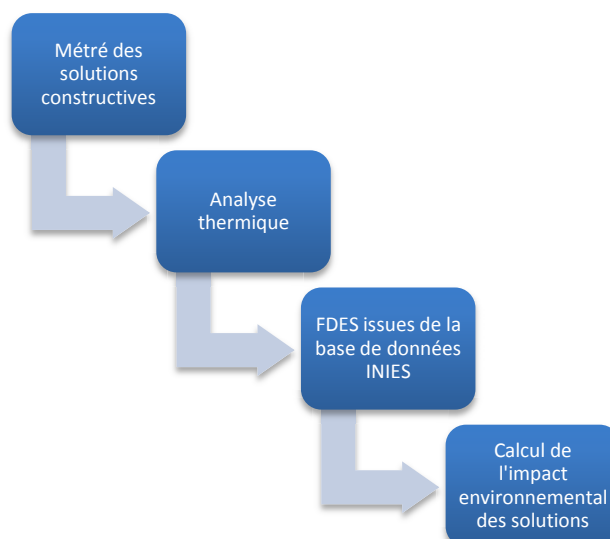 Métré des
solutions
constructives
Analyse
thermique
FDES issues de la
base de données
INIES
Calcul de
l'impact
environnemental
des solutions